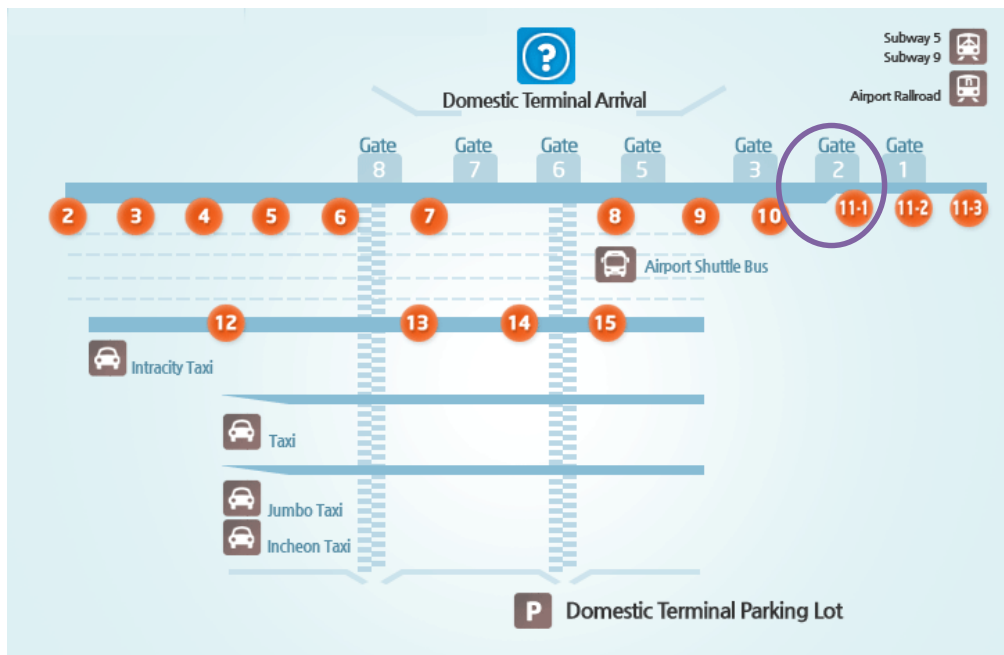 Subway 5
Subway 9
?
Domestic Terminal Arrival
Airport Railroad
Gate Gate Gate Gate Gate Gate Gate
8 7 6 5 3 2 1
2 3 4 5 6 7 8 9 10 11-1 11-2 11-3
Airport Shuttle Bus
12 13 14 15
Intracity Taxi
Taxi
Jumbo Taxi
Incheon Taxi
P Domestic Terminal Parking Lot